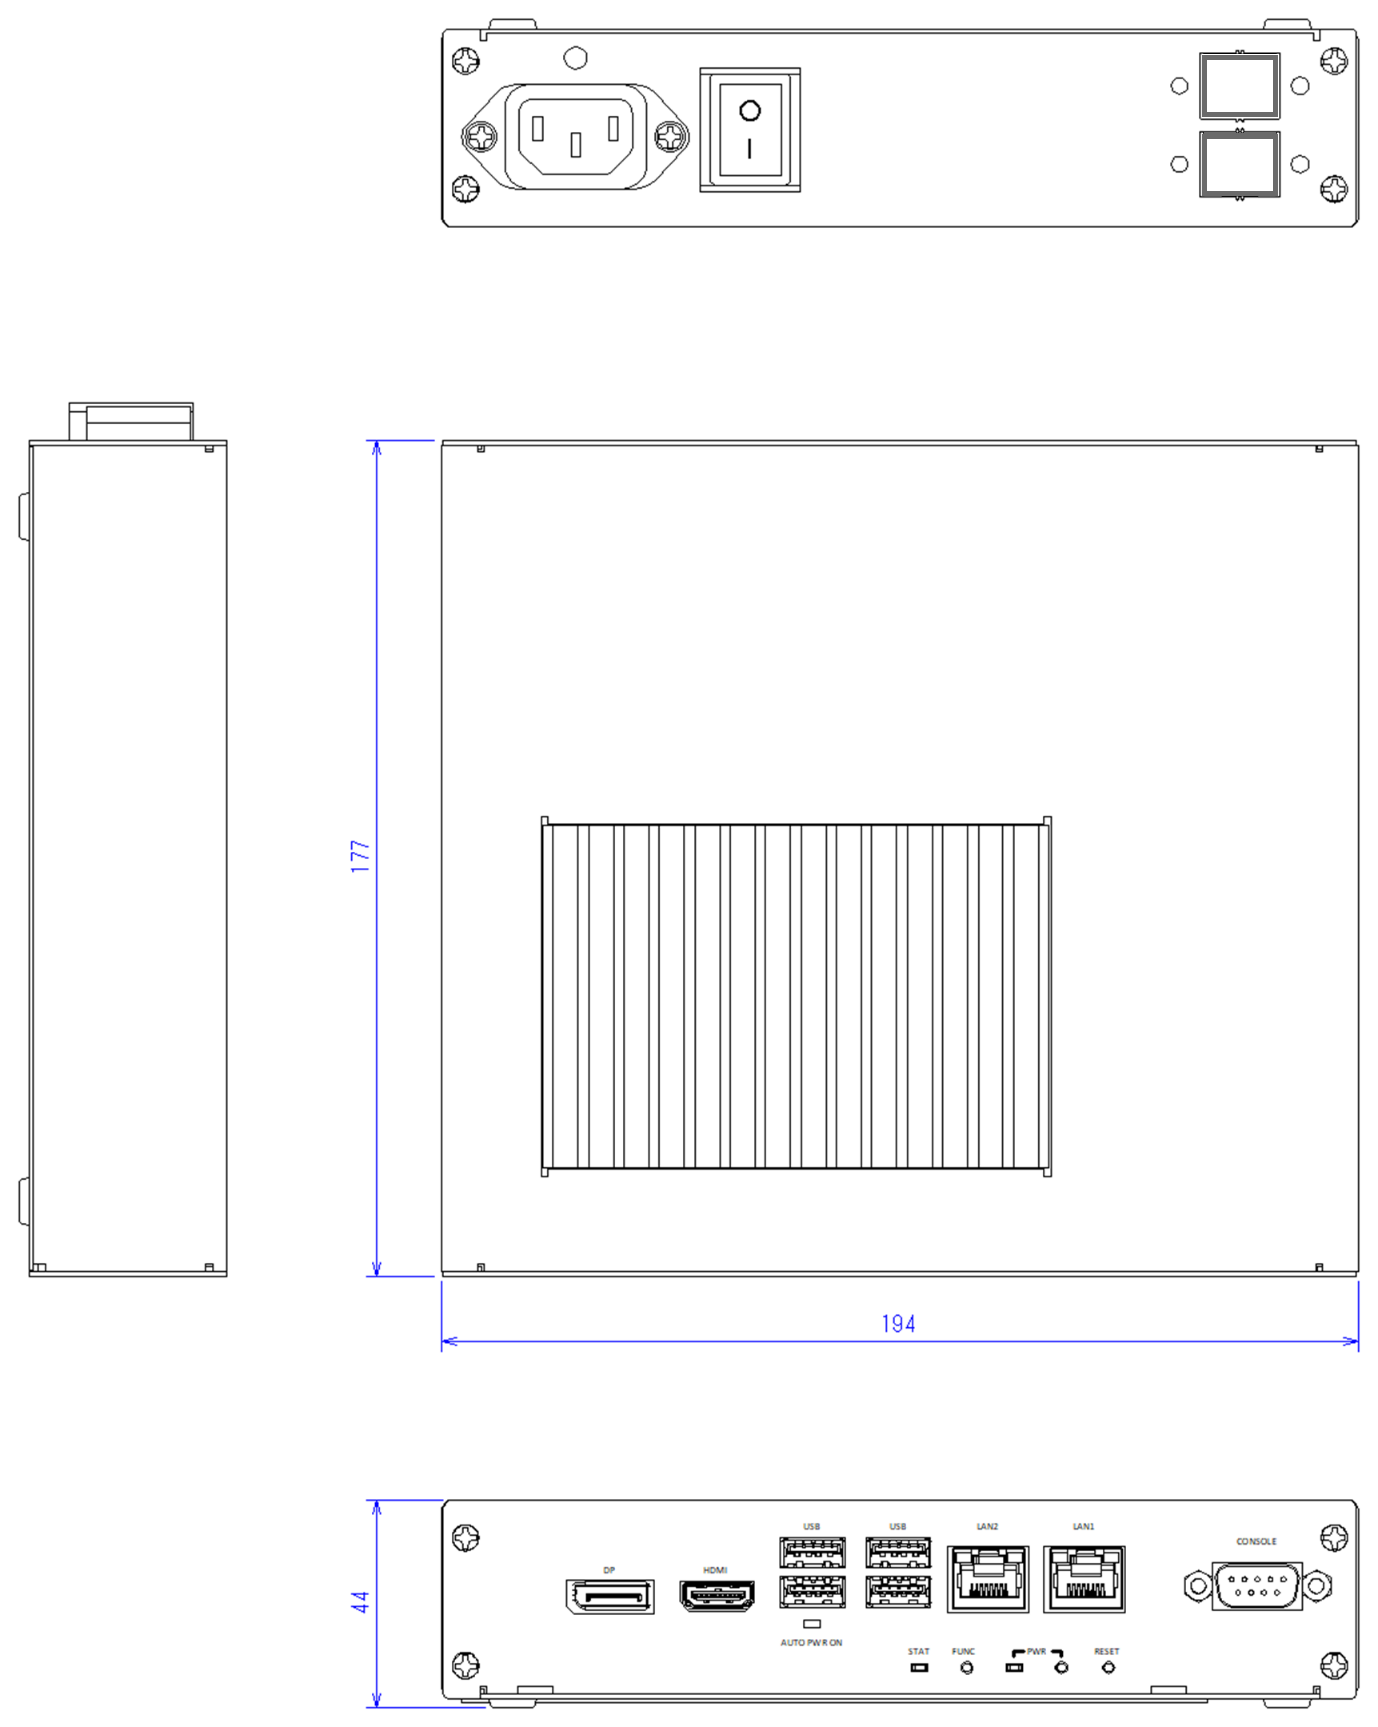 177
194
44
USB USB LAN2 LAN1
CONSOLE
DP HDMI
AUTO PWR ON
STAT FUNC PWR RESET